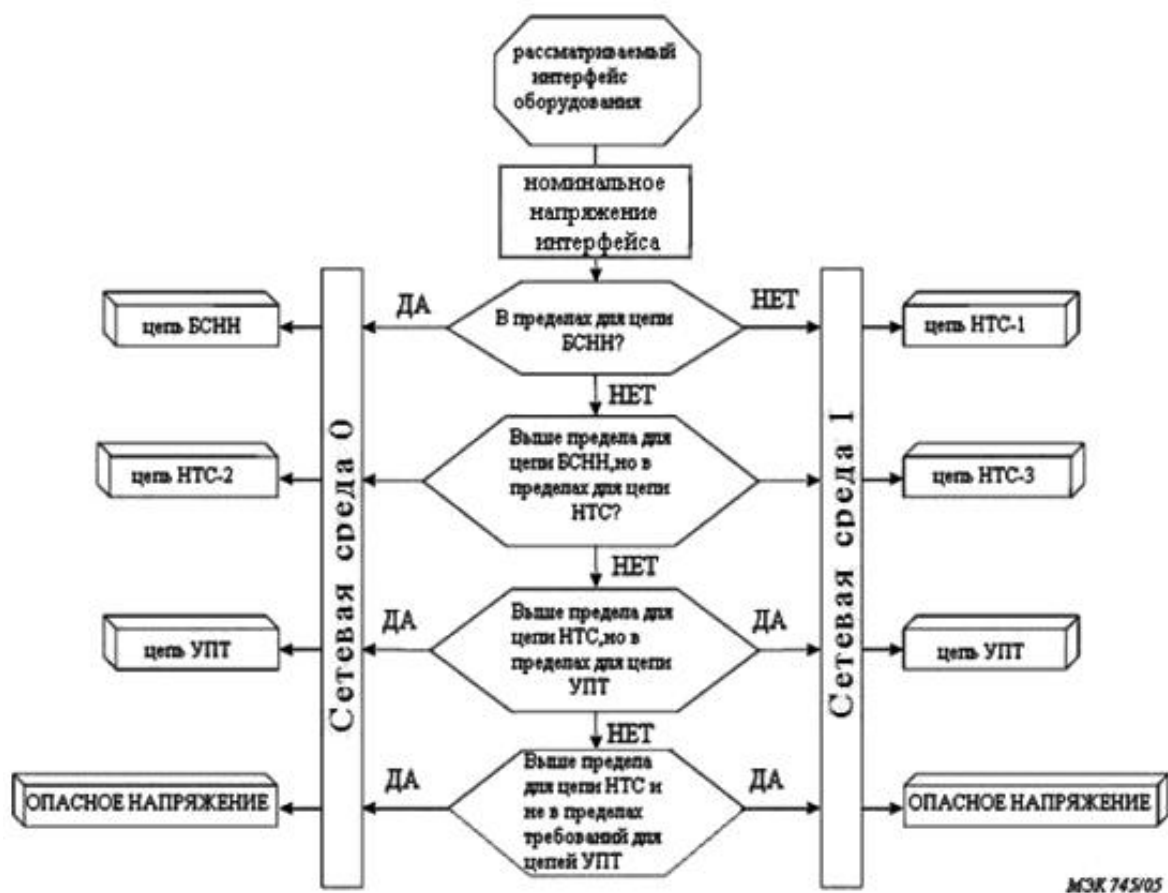 рассматриваемый
интерфейс
оборудования
номинальное
напряжение
интерфейса
ДА
НЕТ
цепь БСНН
В пределах для цепи
БСНН?
цепь НТС-1
НЕТ
Сетевая среда 0
Сетевая среда 1
цепь НТС-2
Выше предела для
цепи БСНН,но в
пределах для цепи
НТС?
цепь НТС-3
НЕТ
ДА
ДА
цепь УПТ
Выше предела для
цепи НТС,но в
пределах для цепи
УПТ
цепь УПТ
НЕТ
ДА
ДА
ОПАСНОЕ НАПРЯЖЕНИЕ
Выше предела
для цепи НТС и
не в пределах
требований для
цепей УПТ
ОПАСНОЕ НАПРЯЖЕНИЕ
МЭК 745/05